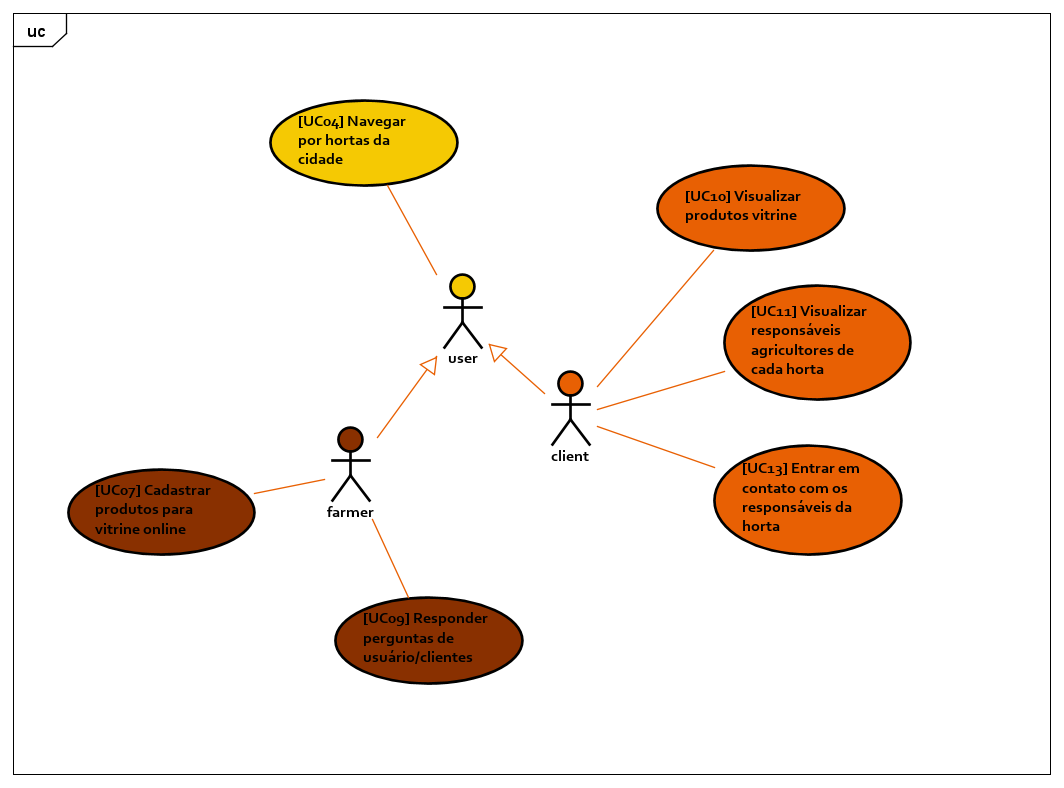 uc
[UC04] Navegar
por hortas da
cidade
[UC10] Visualizar
produtos vitrine
[UC11] Visualizar
responsáveis
agricultores de
cada horta
user
client
[UC13] Entrar em
contato com os
responsáveis da
horta
farmer
[UC07] Cadastrar
produtos para
vitrine online
[UC09] Responder
perguntas de
usuário/clientes